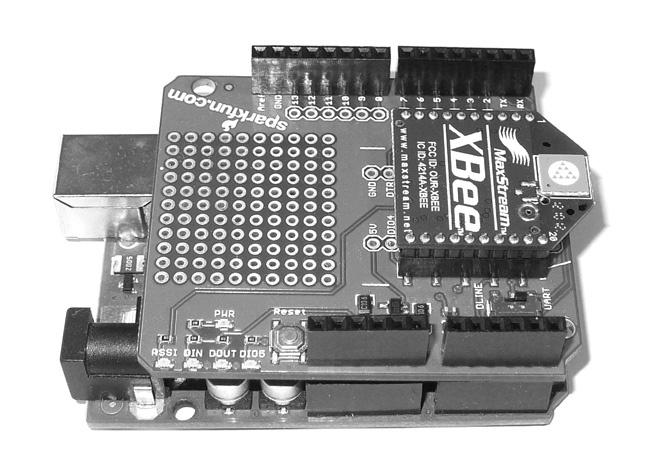 Aref
GND
13
12
11
10
9
8
7
6
5
4
3
2
TX
RX
sparkfun.com
MaxStream
XBee
FCC ID: OUR-XBEE
IC ID: 4214A-XBEE
www.maxstream.net
20
GND
DTR
5V
DIO4
DLINE
UART
PWR
Reset
RSSI
DIN
DOUT
DIO5